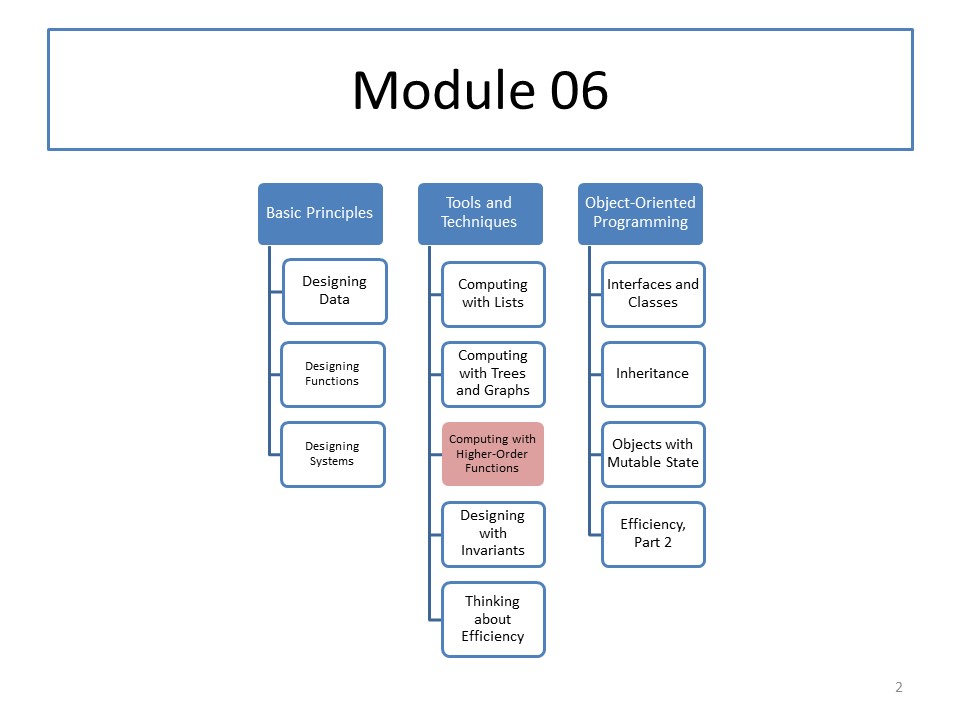 Module 06
Basic Principles
Designing
Data
Designing
Functions
Designing
Systems
Tools and
Techniques
Computing
with Lists
Computing
with Trees
and Graphs
Computing with
Higher-Order
Functions
Designing
with
Invariants
Thinking
about
Efficiency
Object-Oriented
Programming
Interfaces and
Classes
Inheritance
Objects with
Mutable State
Efficiency,
Part 2
2